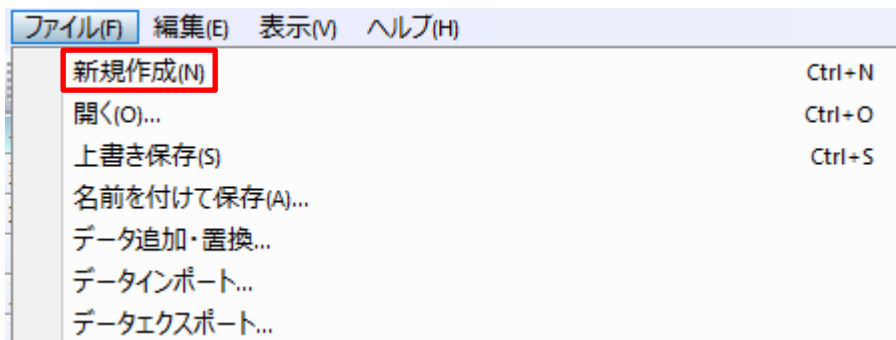 ファイル(F) 編集(E) 表示(V) ヘルプ(H)
新規作成(N) Ctrl+N
開く(O)... Ctrl+O
上書き保存(S) Ctrl+S
名前を付けて保存(A)...
データ追加・置換...
データインポート...
データエクスポート...